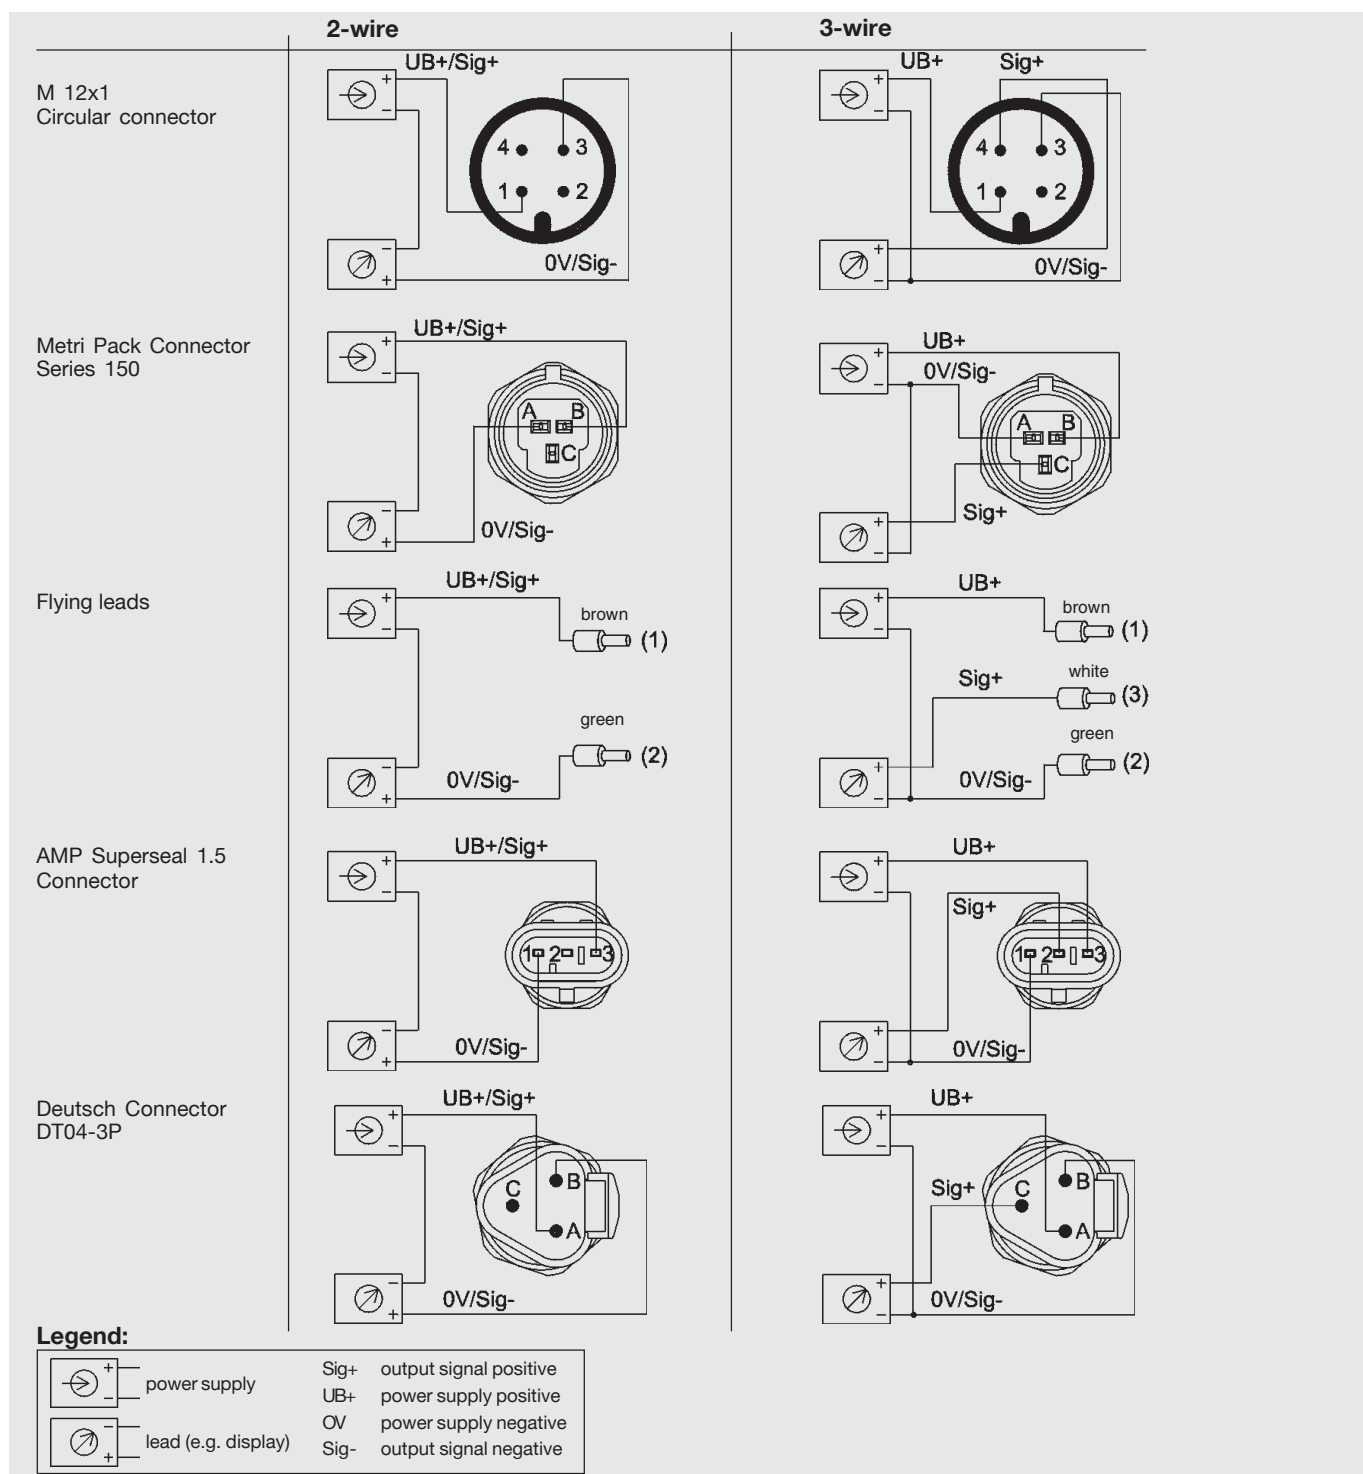 2-wire
3-wire
M 12x1
Circular connector
UB+/Sig+
+
−
4
3
1
2
−
+
0V/Sig-
UB+
Sig+
+
−
4
3
1
2
+
−
0V/Sig-
Metri Pack Connector
Series 150
UB+/Sig+
+
−
A
B
C
−
+
0V/Sig-
UB+
0V/Sig-
+
−
A
B
C
Sig+
+
−
Flying leads
UB+/Sig+
+
−
brown
(1)
green
(2)
−
+
0V/Sig-
UB+
+
−
brown
(1)
Sig+
white
(3)
green
(2)
+
−
0V/Sig-
AMP Superseal 1.5
Connector
UB+/Sig+
+
−
1
2
3
−
+
0V/Sig-
UB+
+
−
Sig+
1
2
3
+
−
0V/Sig-
Deutsch Connector
DT04-3P
UB+/Sig+
+
−
C
B
A
−
+
0V/Sig-
UB+
+
−
Sig+
C
B
A
+
−
0V/Sig-
Legend:
+
−
power supply
−
+
lead (e.g. display)
Sig+ output signal positive
UB+ power supply positive
OV power supply negative
Sig- output signal negative